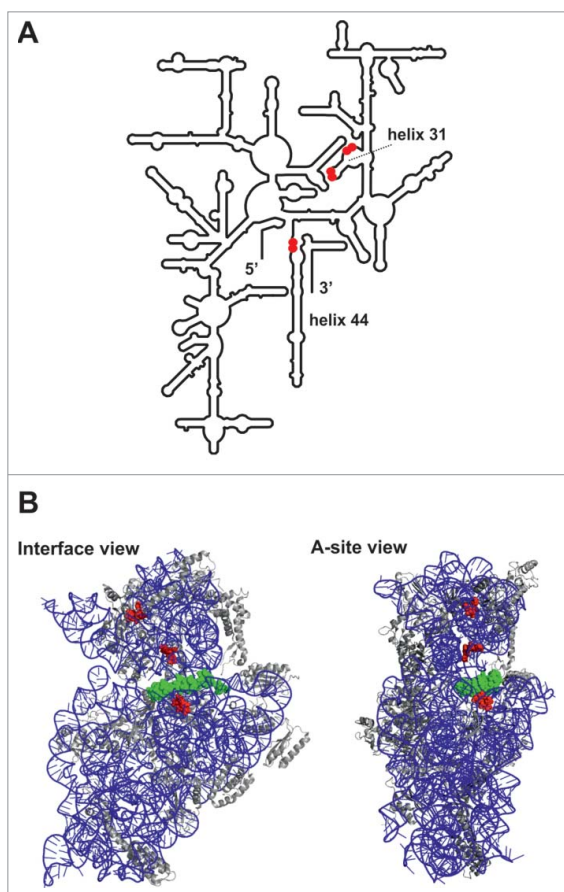 A
helix 31
5’
3’
helix 44
B
Interface view
A-site view